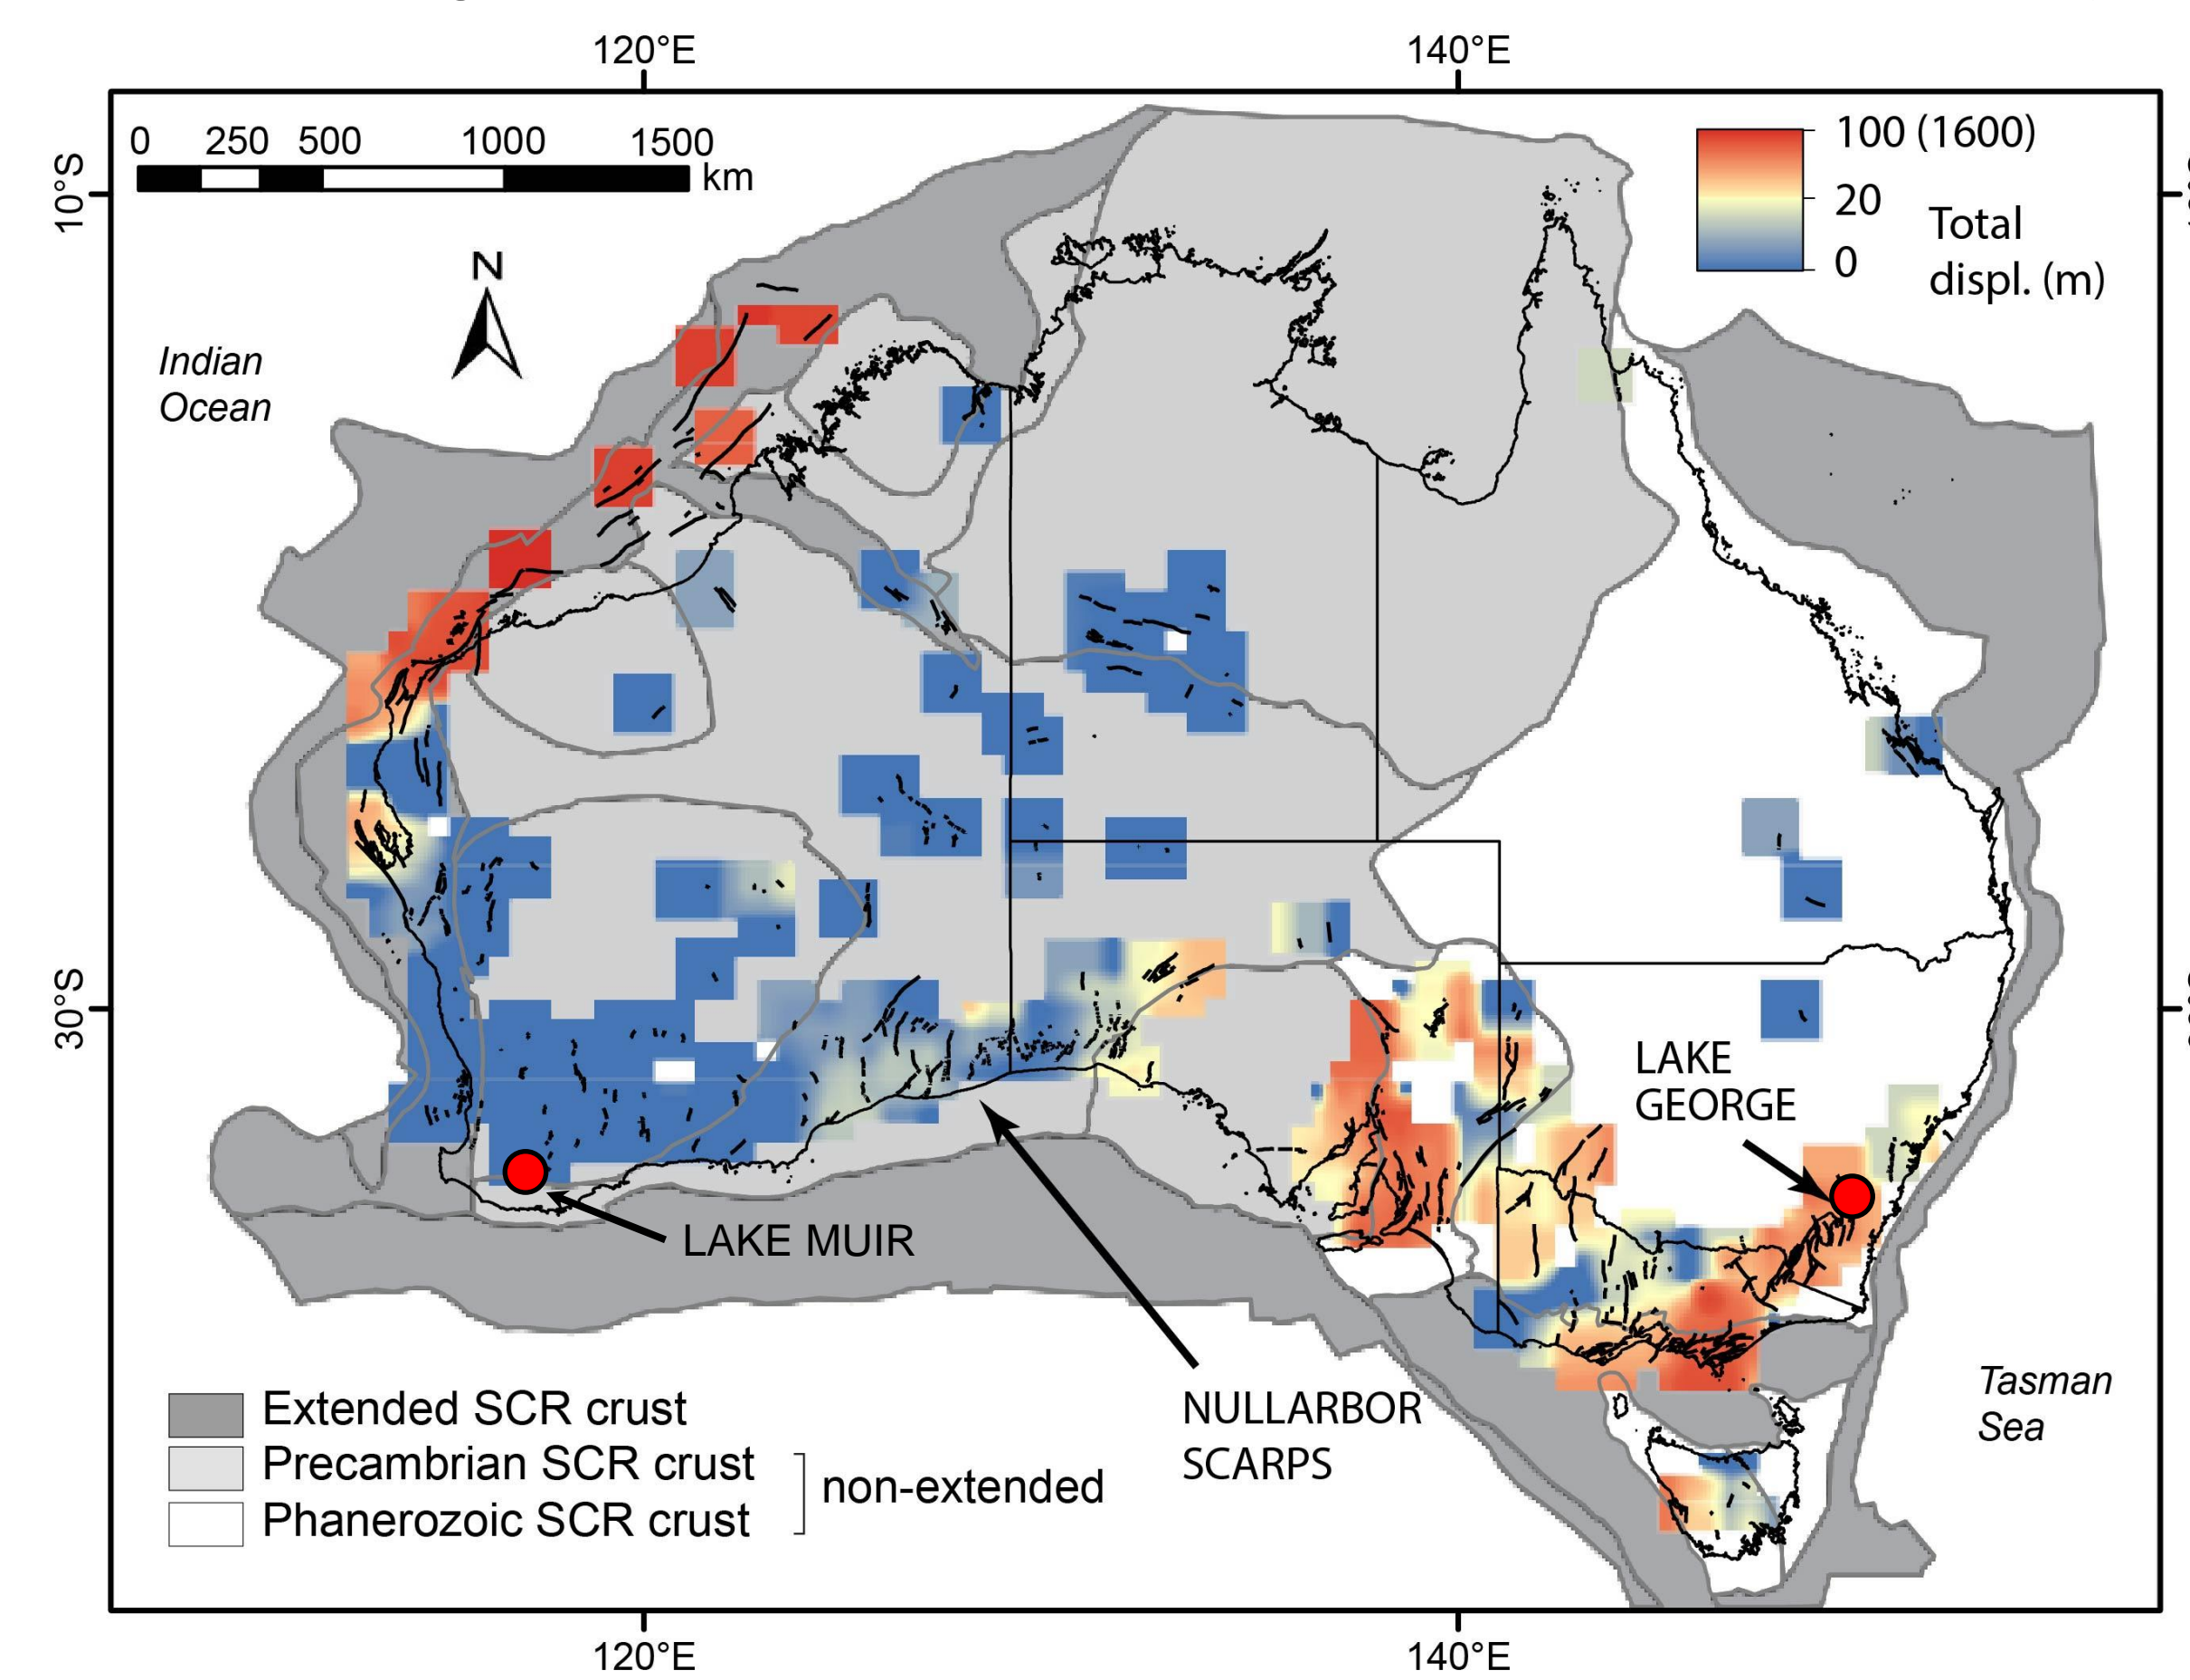 120°E 140°E
0 250 500 1000 1500
km
100 (1600)
20
0
Total
displ. (m)
10°S
N
Indian
Ocean
30°S
LAKE
GEORGE
LAKE MUIR
NULLARBOR
SCARPS
Tasman
Sea
Extended SCR crust
Precambrian SCR crust
Phanerozoic SCR crust
non-extended
120°E 140°E